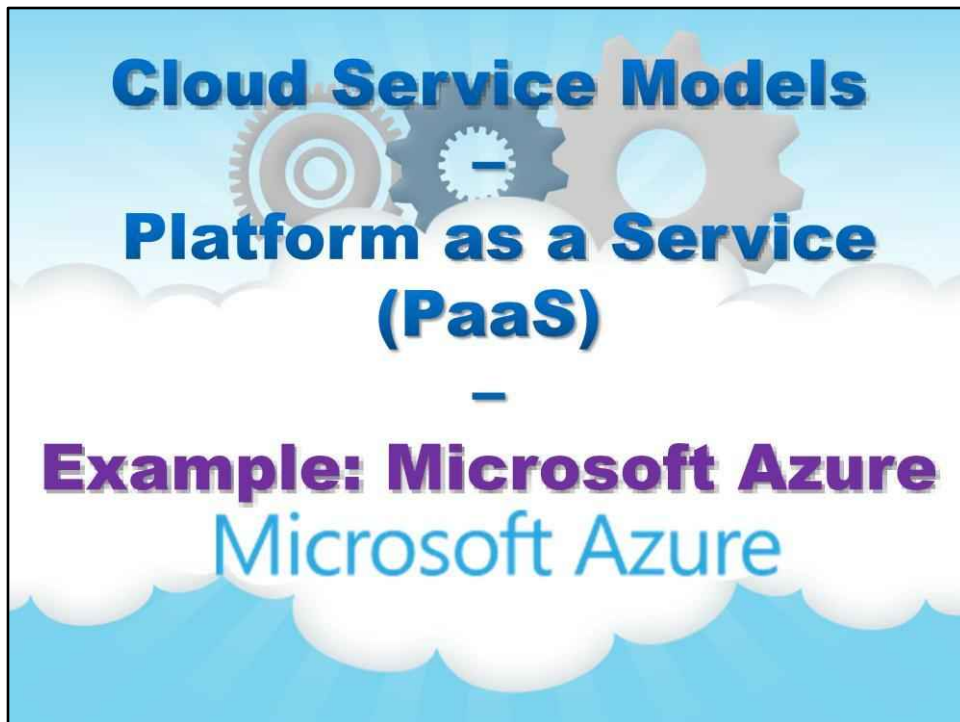 Cloud Service Models
–
Platform as a Service
(PaaS)
–
Example: Microsoft Azure
Microsoft Azure